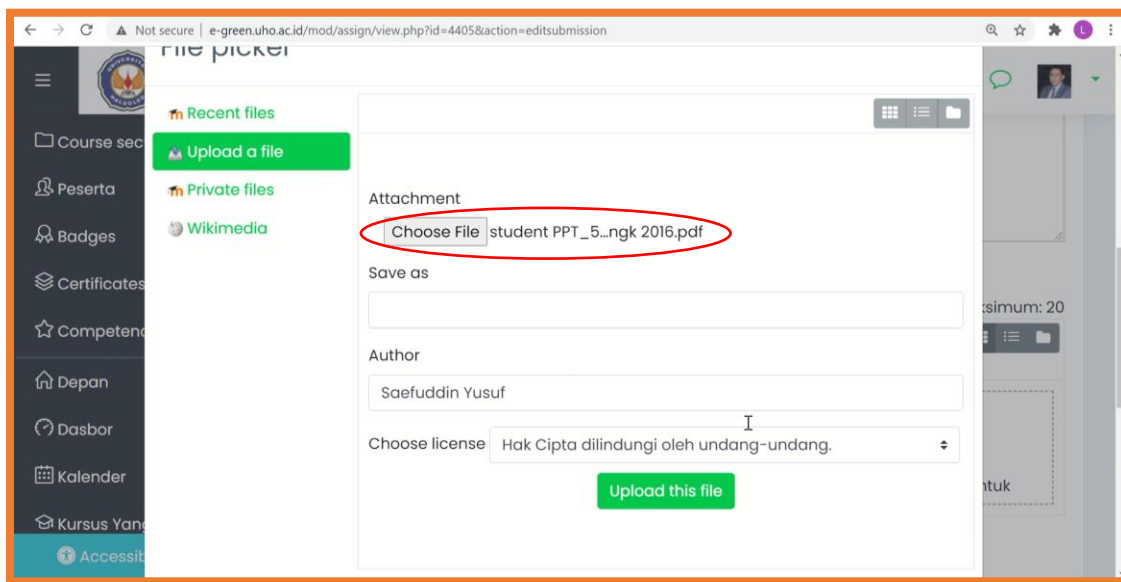 Not secure | e-green.uho.ac.id/mod/assign/view.php?id=4405&action=editsubmission
L
File picker
Recent files
Upload a file
Private files
Wikimedia
Course sec
Peserta
Badges
Certificates
Competenc
Depan
Dasbor
Kalender
Kursus Yang
Accessib
Attachment
Choose File student PPT_5...ngk 2016.pdf
Save as
Author
Saefuddin Yusuf
Choose license Hak Cipta dilindungi oleh undang-undang.
Upload this file
ksimum: 20
ntuk